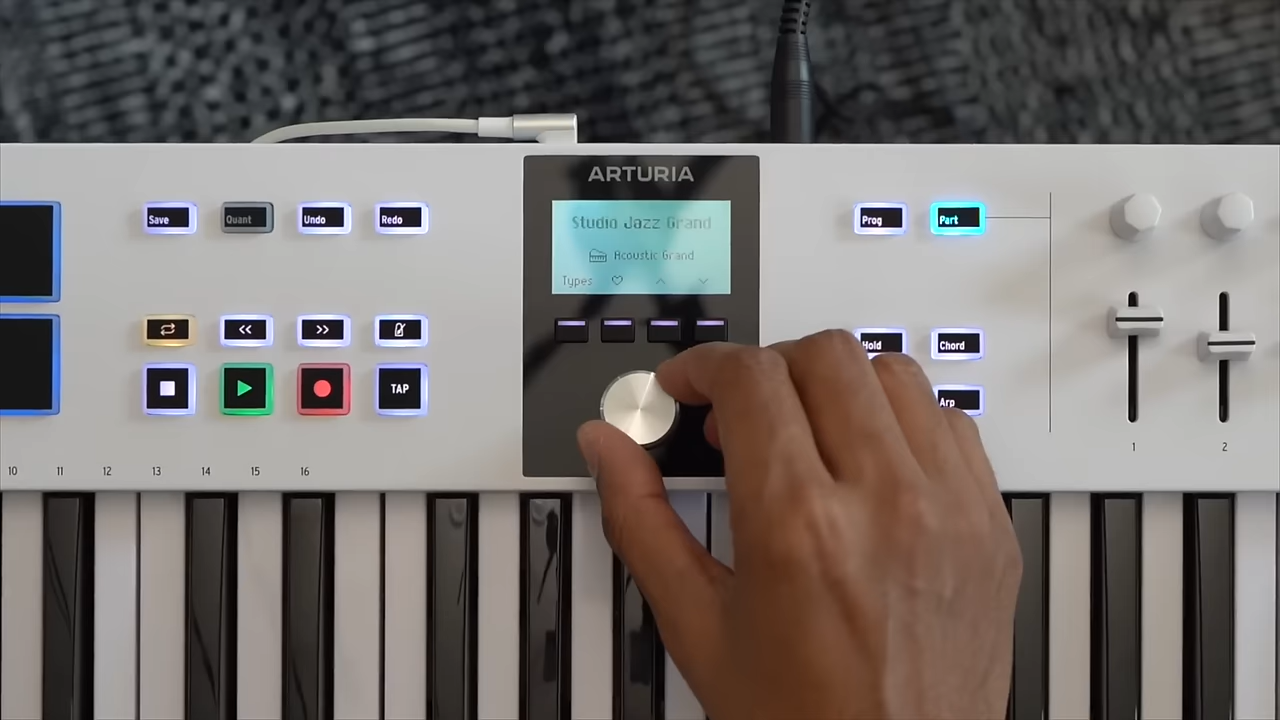 ARTURIA
Studio Jazz Grand
Acoustic Grand
Types
Save
Quant
Undo
Redo
TAP
Prog
Part
Hold
Chord
Arp
1
2
10
11
12
13
14
15
16